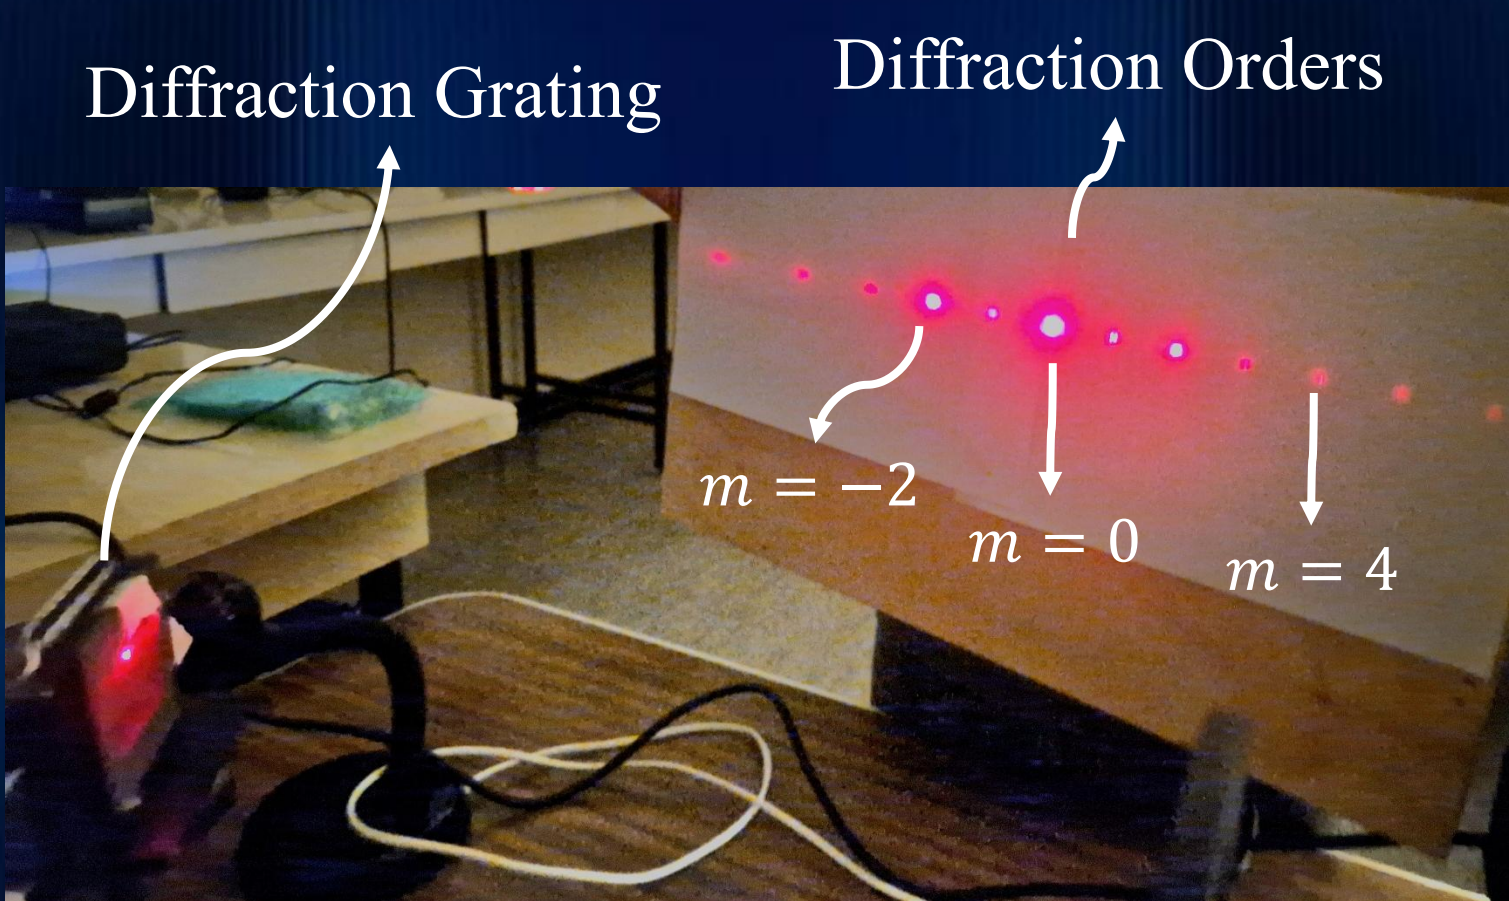 Diffraction Grating
Diffraction Orders
m = −2
m = 0
m = 4